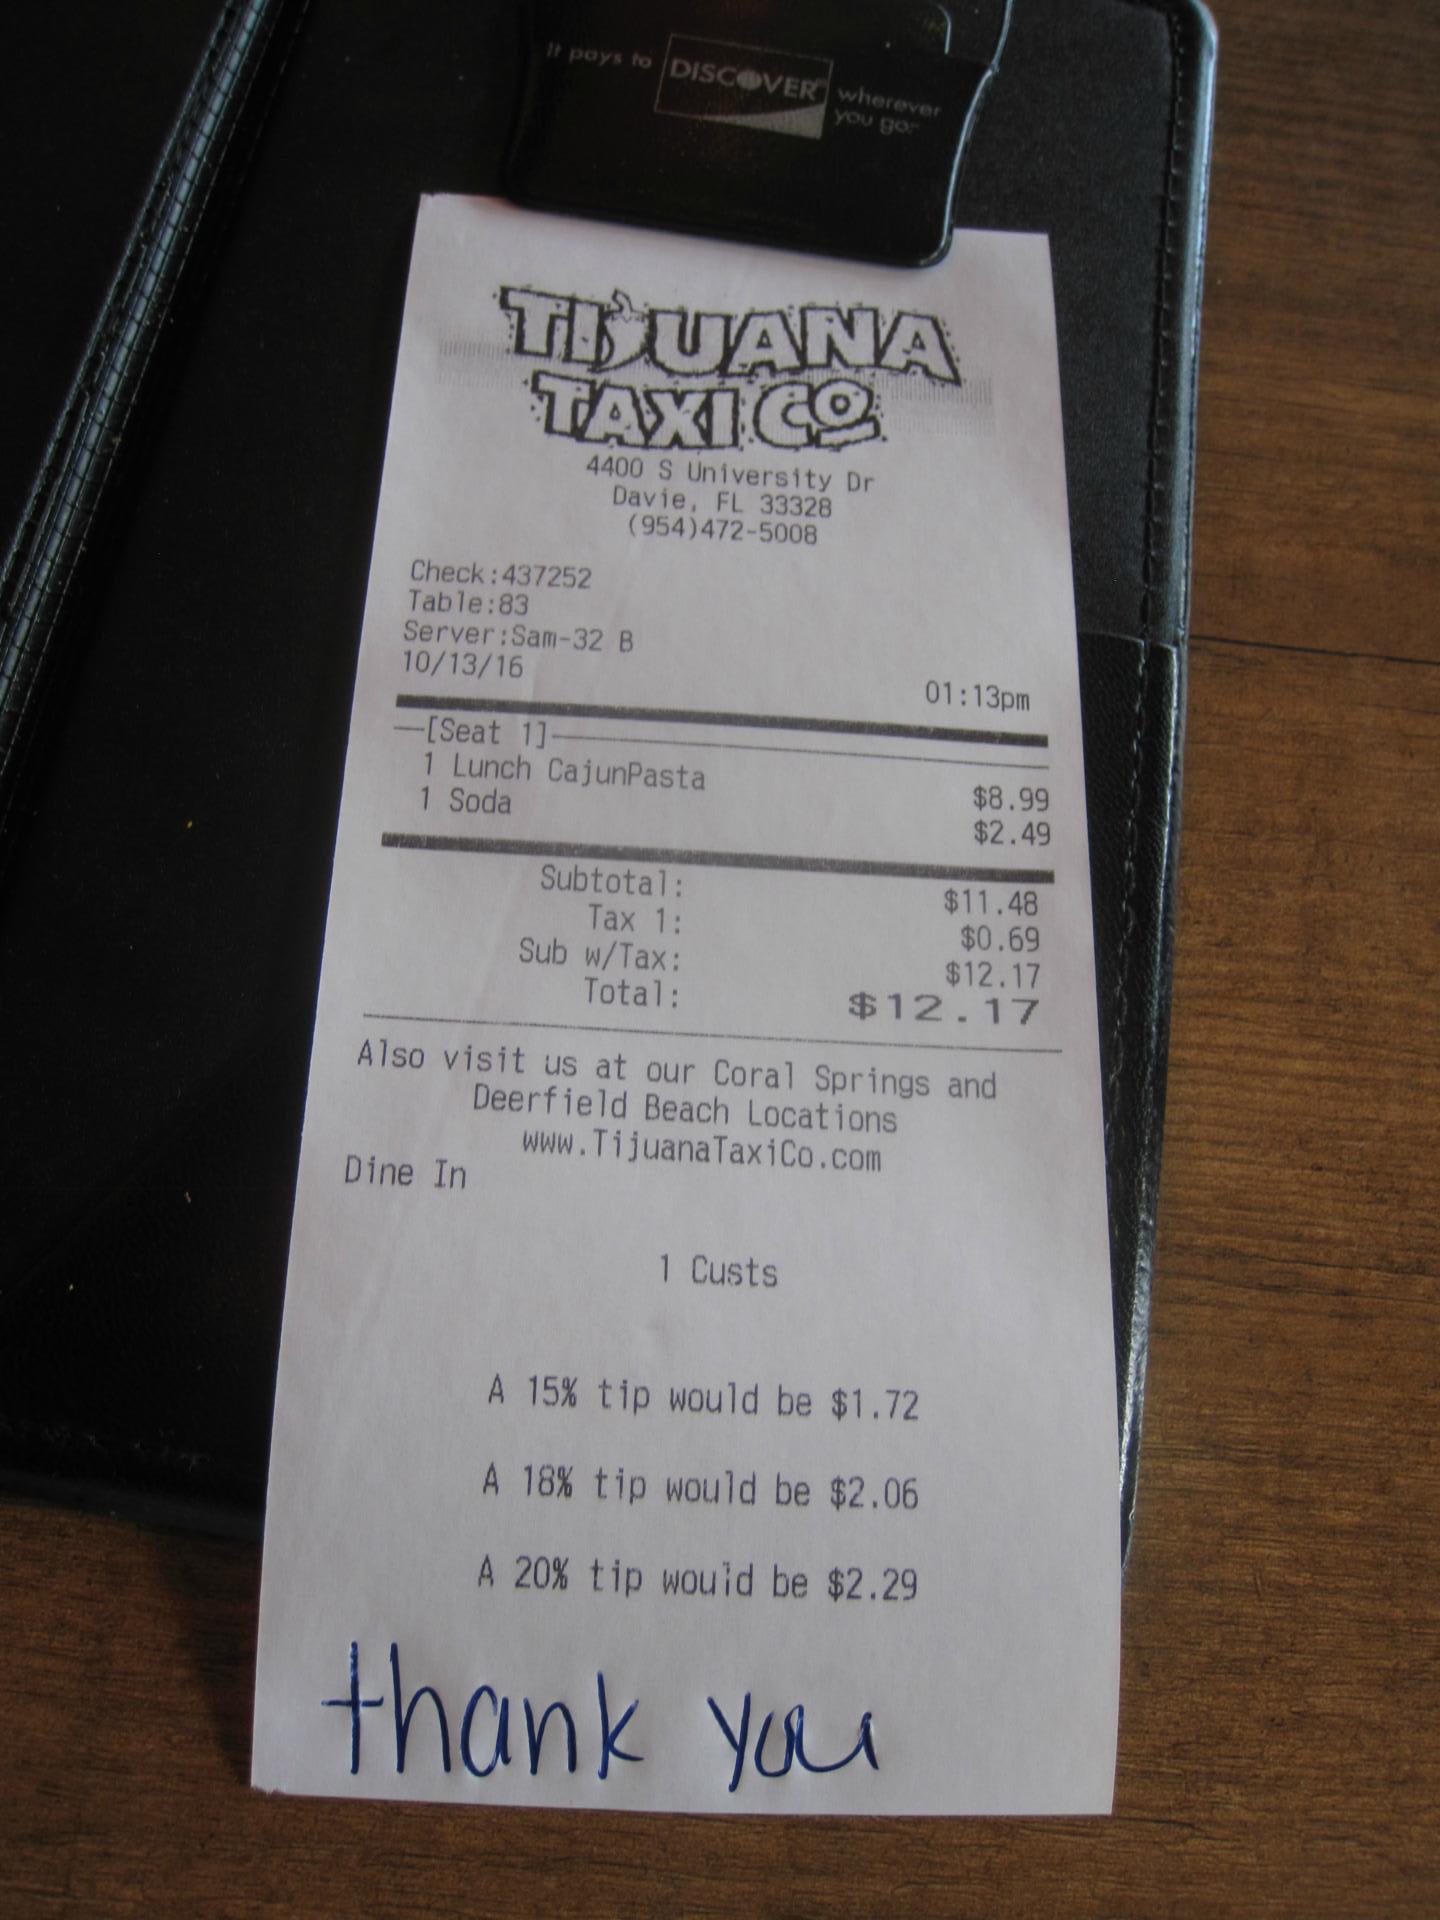 It pays to DISCOVER wherever you go.
TIJUANA
TAXI CO
4400 S University Dr
Davie, FL 33328
(954)472-5008
Check:437252
Table:83
Server:Sam-32 B
10/13/16 01:13pm
[Seat 1]
1 Lunch CajunPasta $8.99
1 Soda $2.49
Subtotal: $11.48
Tax 1: $0.69
Sub w/Tax: $12.17
Total: $12.17
Also visit us at our Coral Springs and
Deerfield Beach Locations
www.TijuanaTaxiCo.com
Dine In
1 Custs
A 15% tip would be $1.72
A 18% tip would be $2.06
A 20% tip would be $2.29
thank you